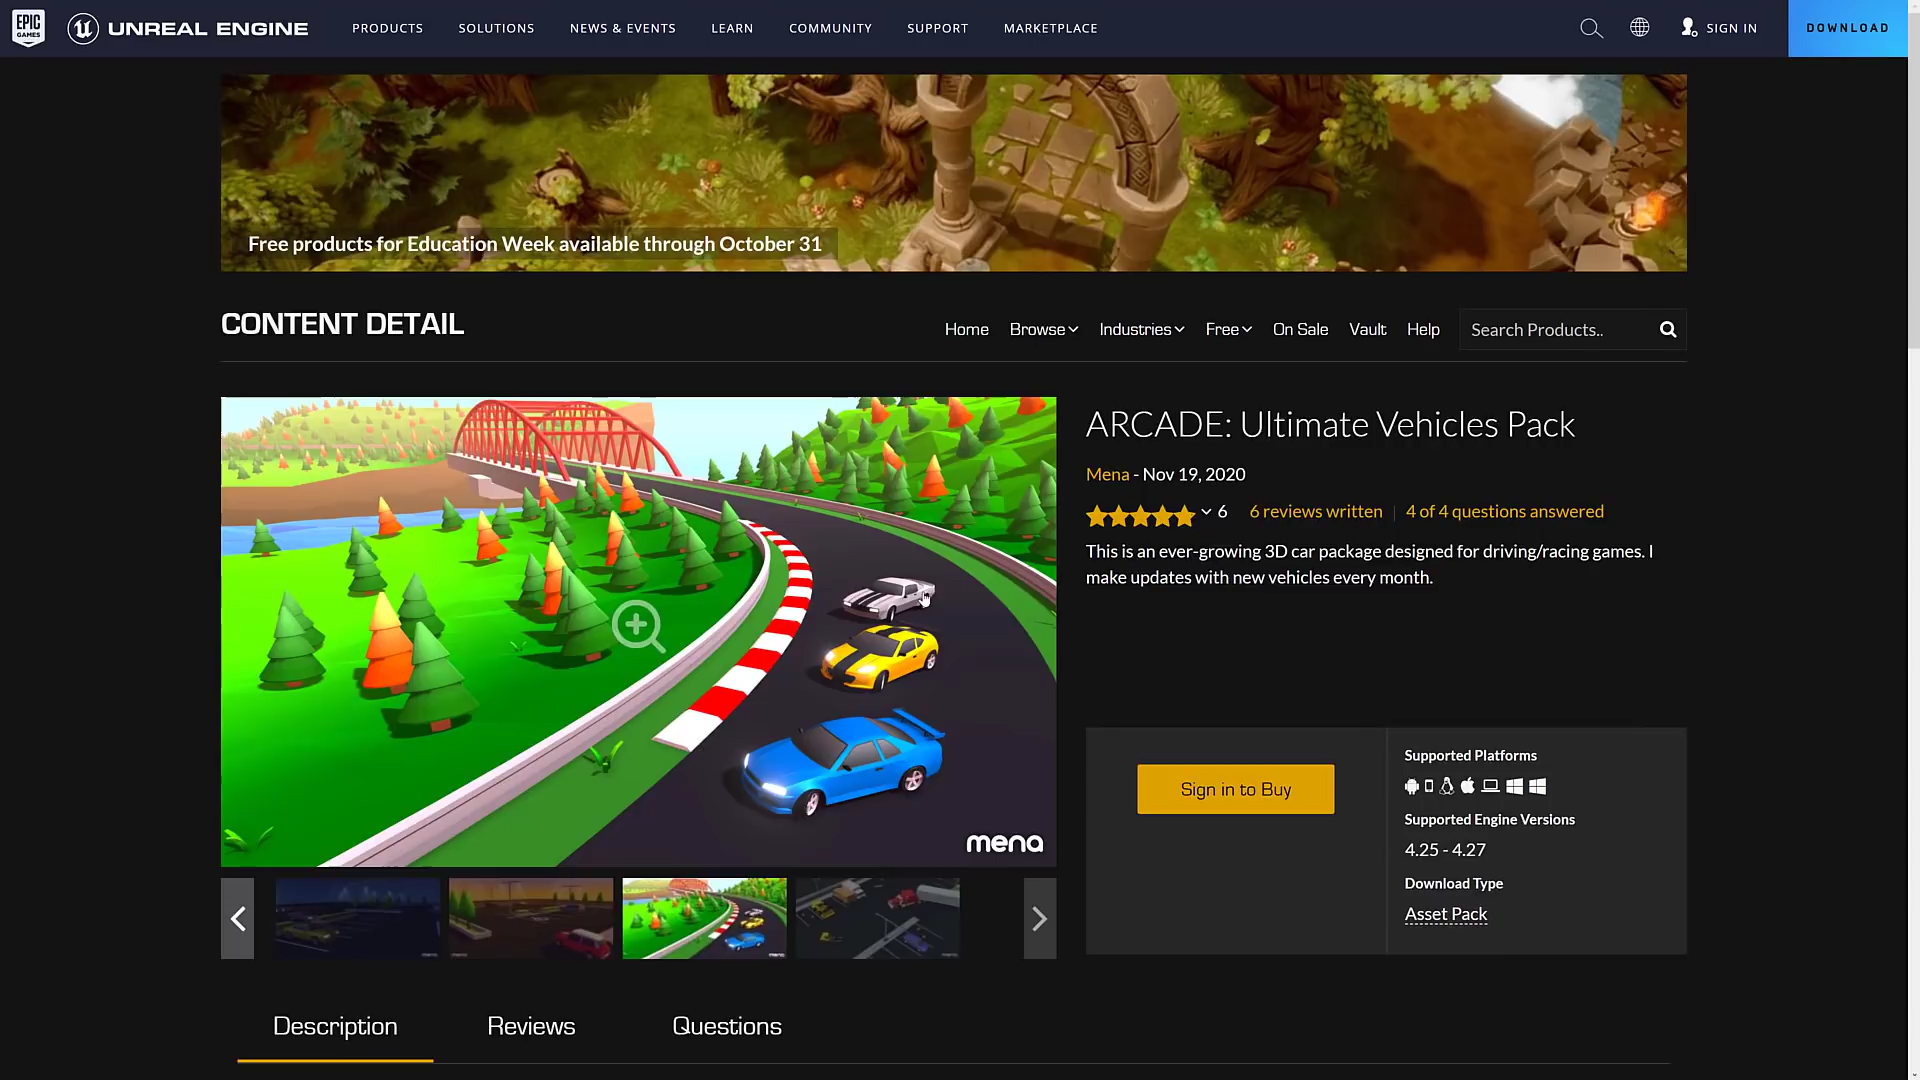 EPIC GAMES
UNREAL ENGINE
PRODUCTS
SOLUTIONS
NEWS & EVENTS
LEARN
COMMUNITY
SUPPORT
MARKETPLACE
SIGN IN
DOWNLOAD
Free products for Education Week available through October 31
CONTENT DETAIL
Home
Browse
Industries
Free
On Sale
Vault
Help
Search Products..
ARCADE: Ultimate Vehicles Pack
Mena - Nov 19, 2020
6
6 reviews written | 4 of 4 questions answered
This is an ever-growing 3D car package designed for driving/racing games. I
make updates with new vehicles every month.
mena
Sign in to Buy
Supported Platforms
Supported Engine Versions
4.25 - 4.27
Download Type
Asset Pack
Description
Reviews
Questions